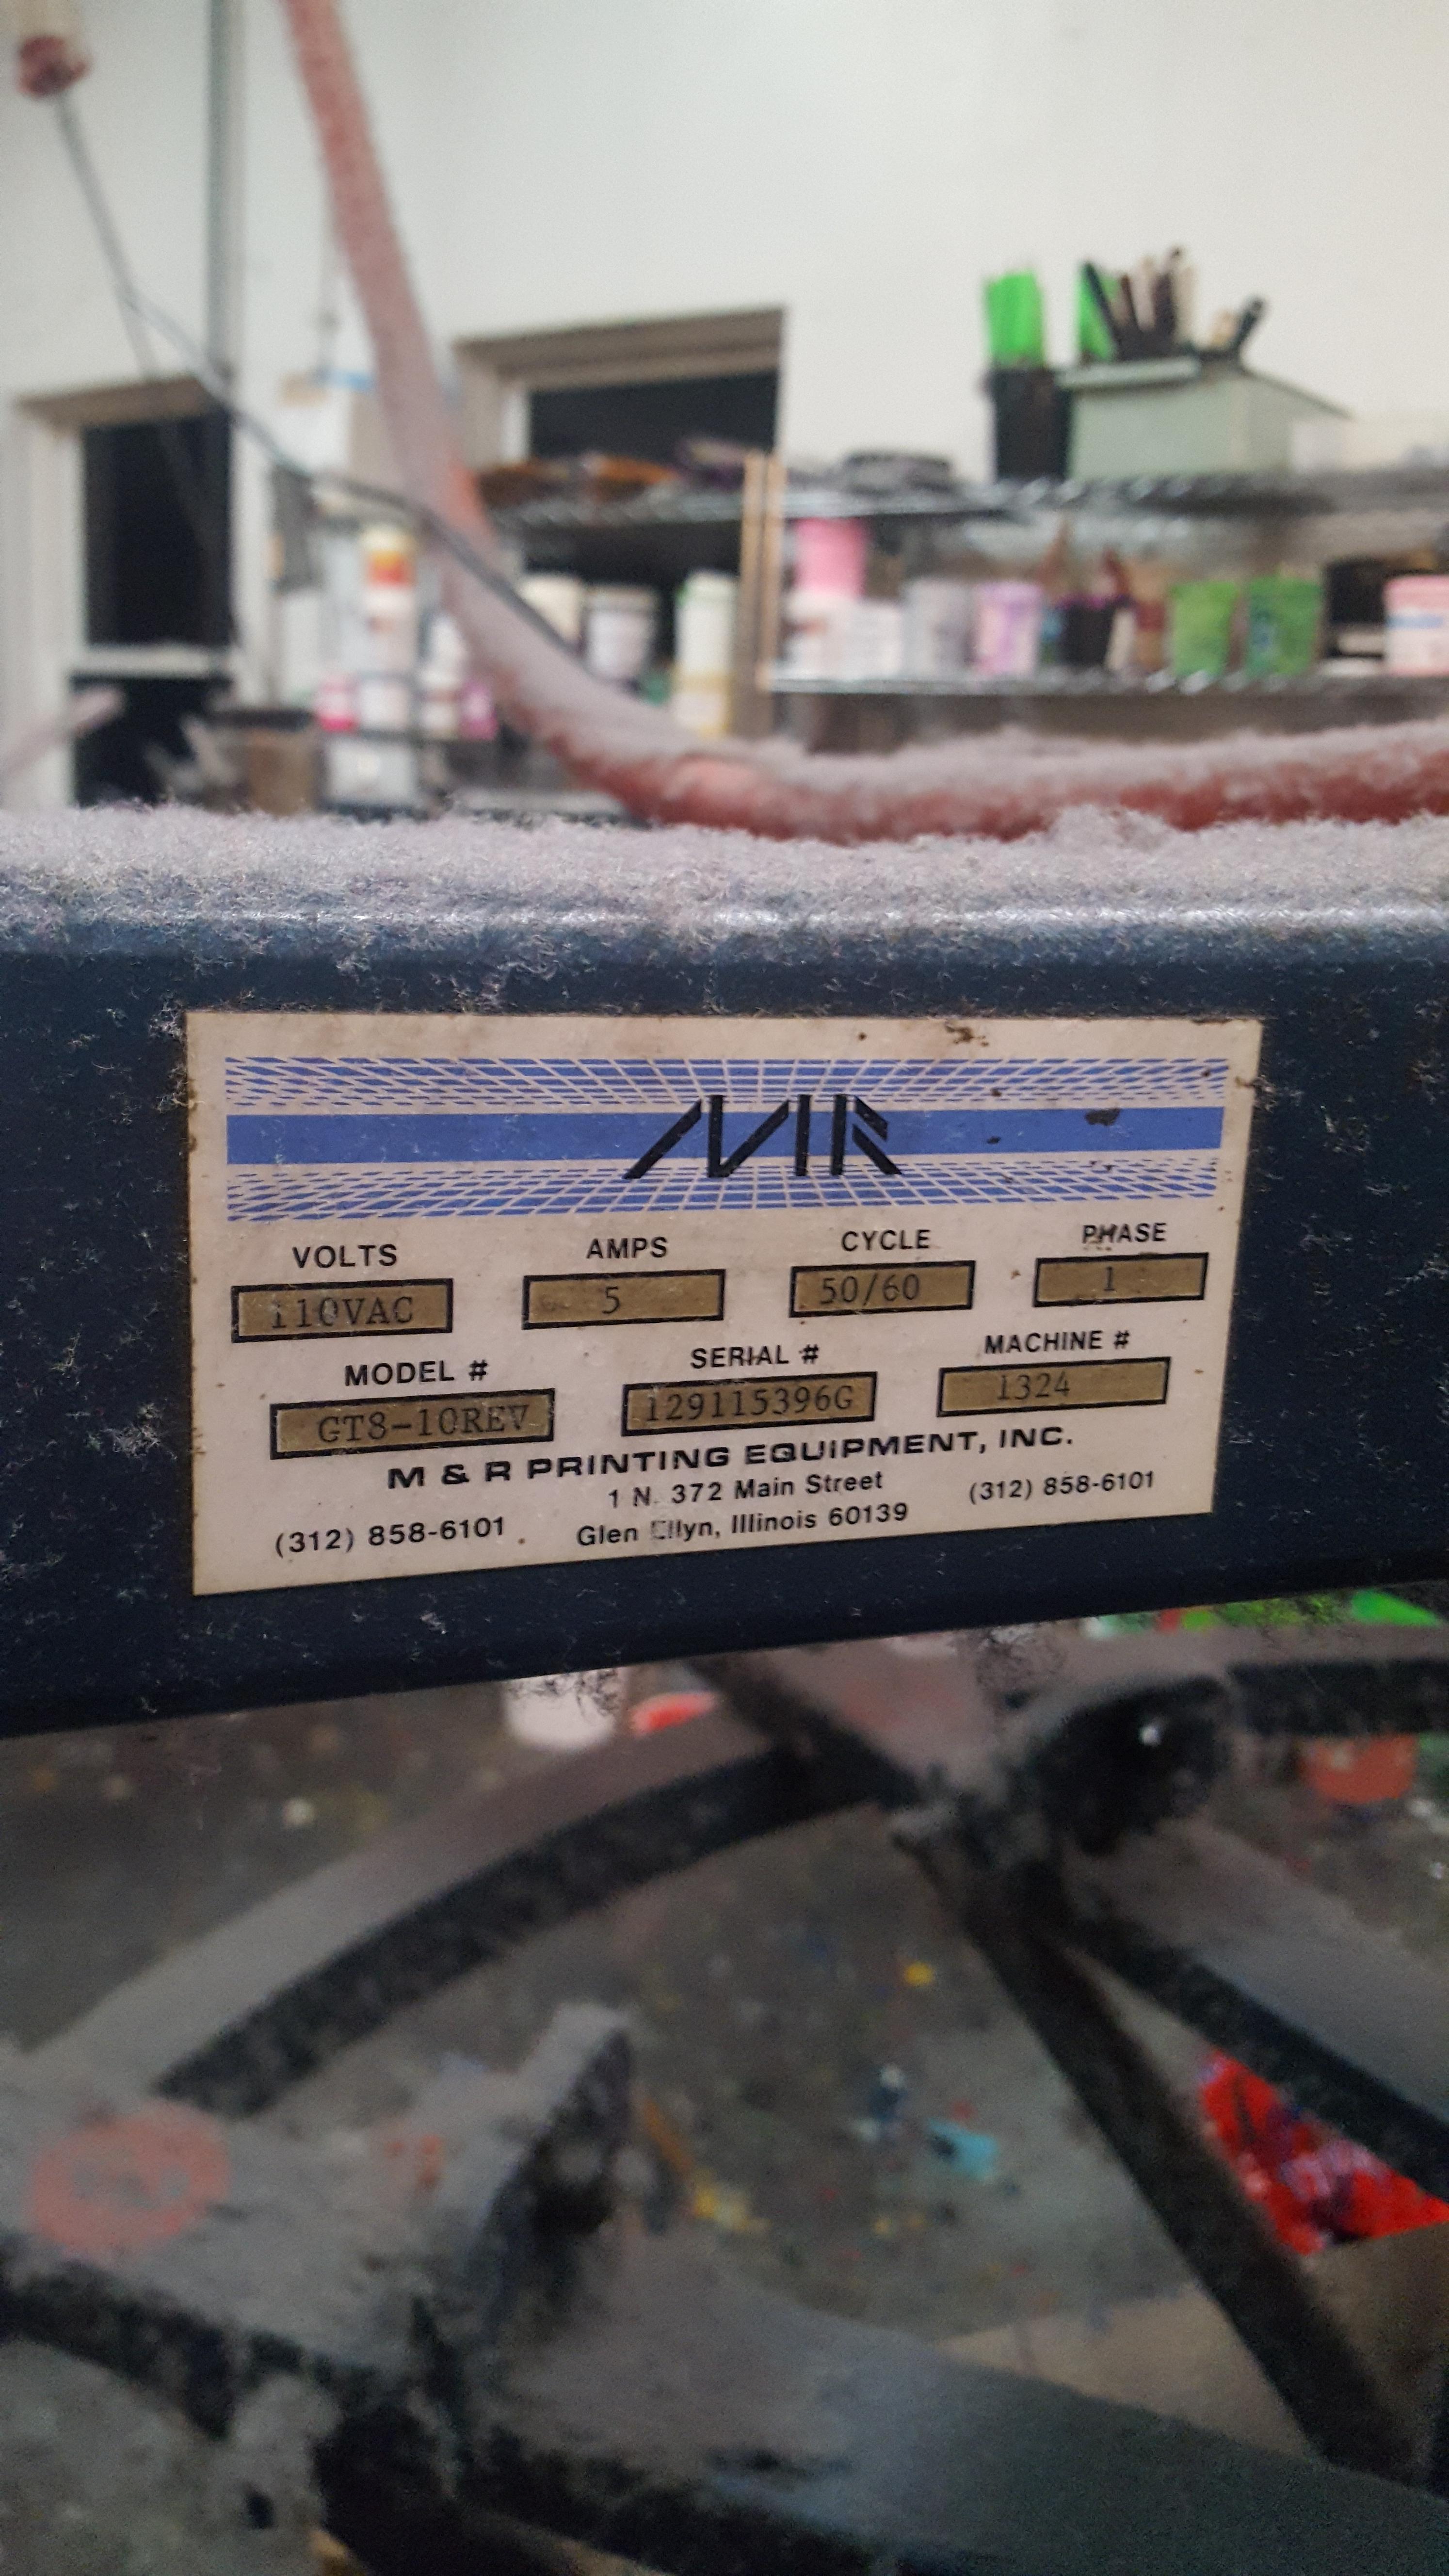 MR
VOLTS AMPS CYCLE PHASE
110VAC 5 50/60 1
MODEL # SERIAL # MACHINE #
GT8-10REV 129115396G 1324
M & R PRINTING EQUIPMENT, INC.
1 N. 372 Main Street
(312) 858-6101 Glen Ellyn, Illinois 60139 (312) 858-6101